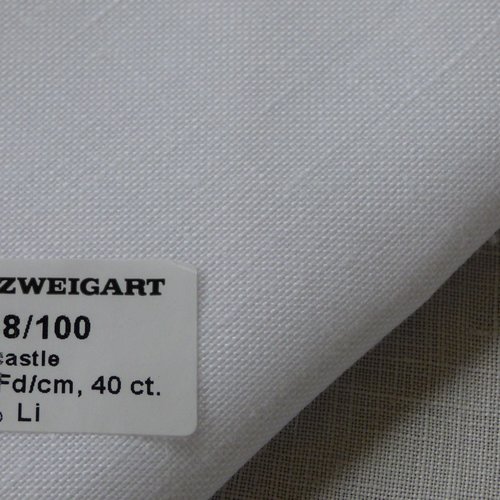 ZWEIGART
8/100
castle
Fd/cm, 40 ct.
Li